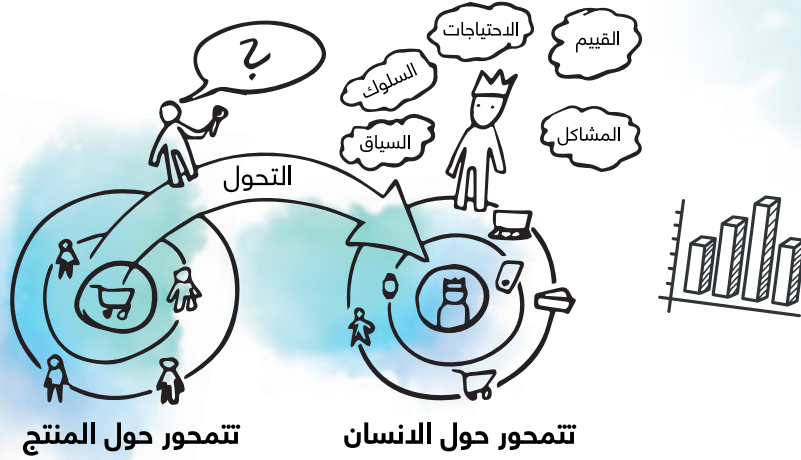 ؟
الاحتياجات
القييم
السلوك
السياق
المشاكل
التحول
تتمحور حول الانسان
تتمحور حول المنتج